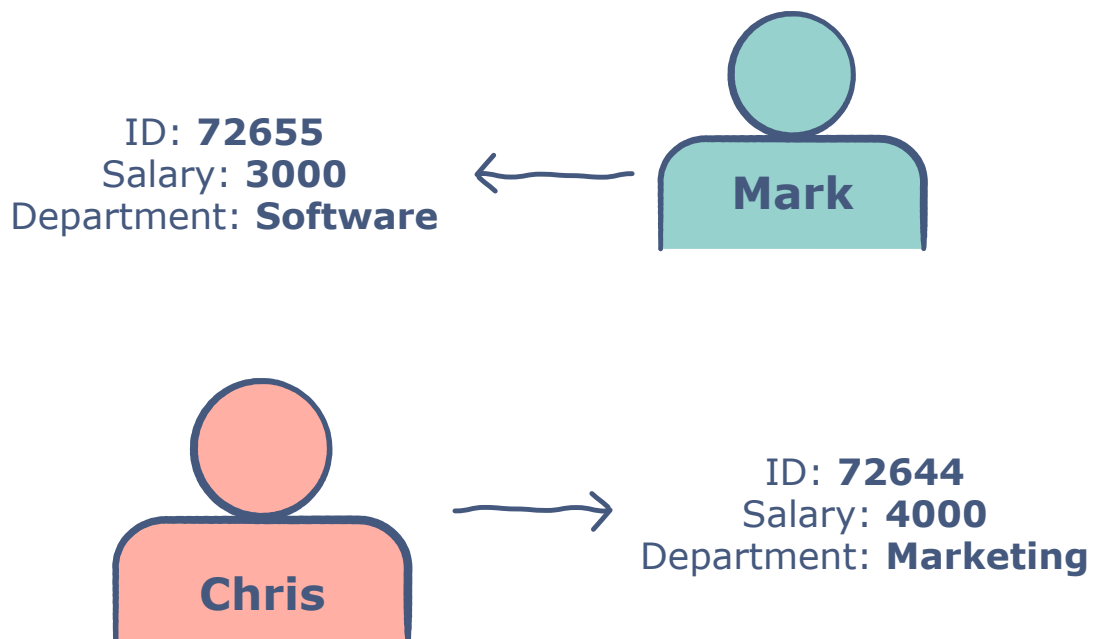 ID: 72655
Salary: 3000
Department: Software
Mark
Chris
ID: 72644
Salary: 4000
Department: Marketing